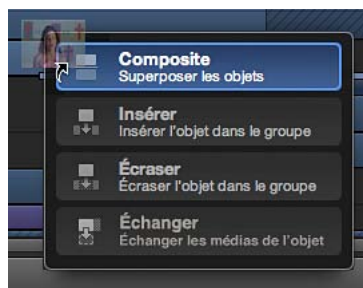 Composite
Superposer les objets
Insérer
Insérer l'objet dans le groupe
Écraser
Écraser l'objet dans le groupe
Échanger
Échanger les médias de l'objet